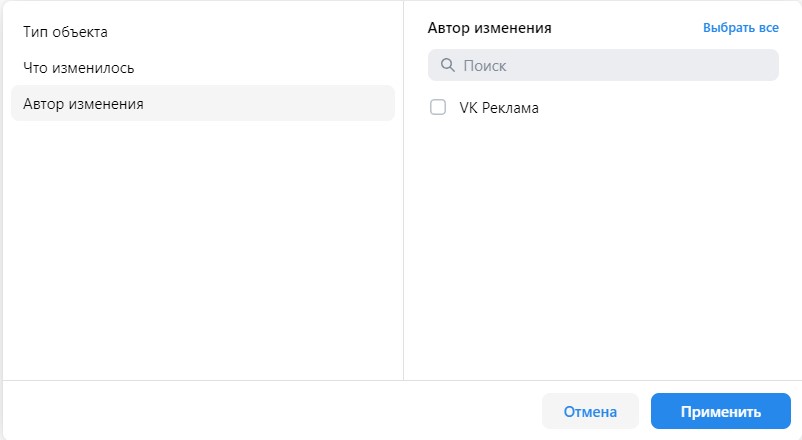 Тип объекта
Что изменилось
Автор изменения
Автор изменения
Выбрать все
Поиск
VK Реклама
Отмена
Применить